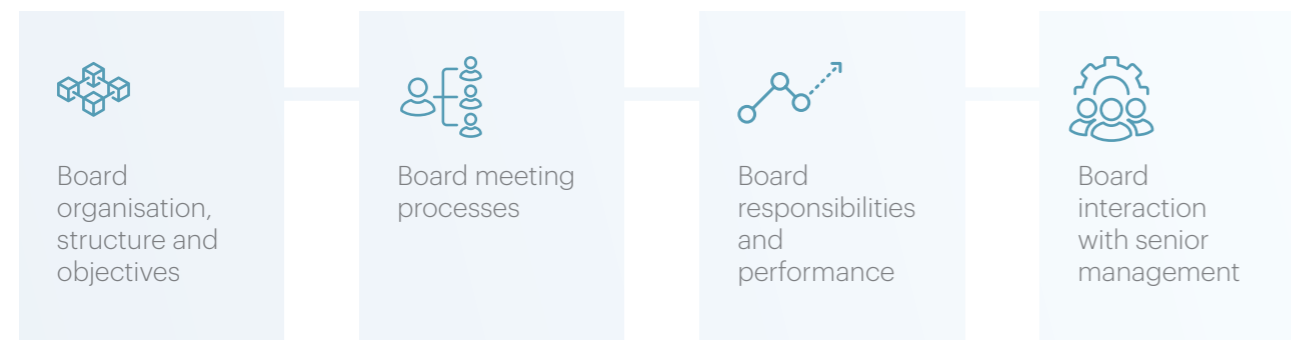 Board
organisation,
structure and
objectives
Board meeting
processes
Board
responsibilities
and
performance
Board
interaction
with senior
management